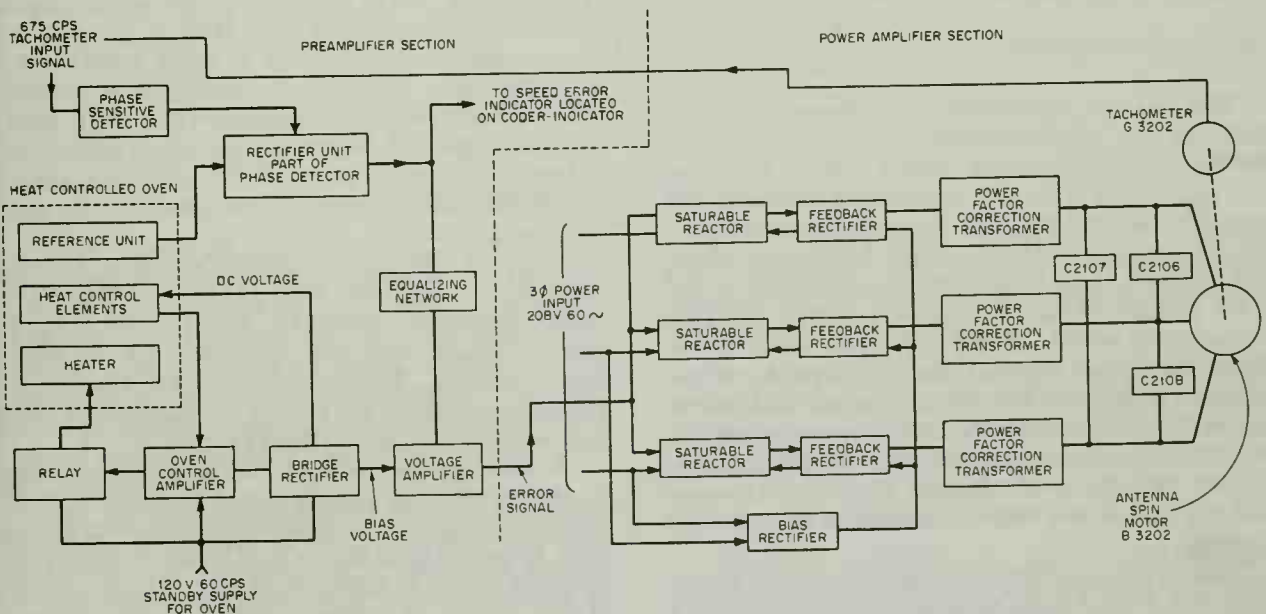 675 CPS
TACHOMETER
INPUT
SIGNAL
PREAMPLIFIER SECTION
POWER AMPLIFIER SECTION
PHASE
SENSITIVE
DETECTOR
TO SPEED ERROR
INDICATOR LOCATED
ON CODER-INDICATOR
TACHOMETER
G 3202
RECTIFIER UNIT
PART OF
PHASE DETECTOR
HEAT CONTROLLED OVEN
REFERENCE UNIT
DC VOLTAGE
HEAT CONTROL
ELEMENTS
HEATER
EQUALIZING
NETWORK
3Ø POWER
INPUT
208V 60~
SATURABLE
REACTOR
FEEDBACK
RECTIFIER
POWER
FACTOR
CORRECTION
TRANSFORMER
C2107
C2106
SATURABLE
REACTOR
FEEDBACK
RECTIFIER
POWER
FACTOR
CORRECTION
TRANSFORMER
C2108
SATURABLE
REACTOR
FEEDBACK
RECTIFIER
POWER
FACTOR
CORRECTION
TRANSFORMER
RELAY
OVEN
CONTROL
AMPLIFIER
BRIDGE
RECTIFIER
VOLTAGE
AMPLIFIER
BIAS
VOLTAGE
ERROR
SIGNAL
BIAS
RECTIFIER
ANTENNA
SPIN
MOTOR
B 3202
120 V 60 CPS
STANDBY SUPPLY
FOR OVEN